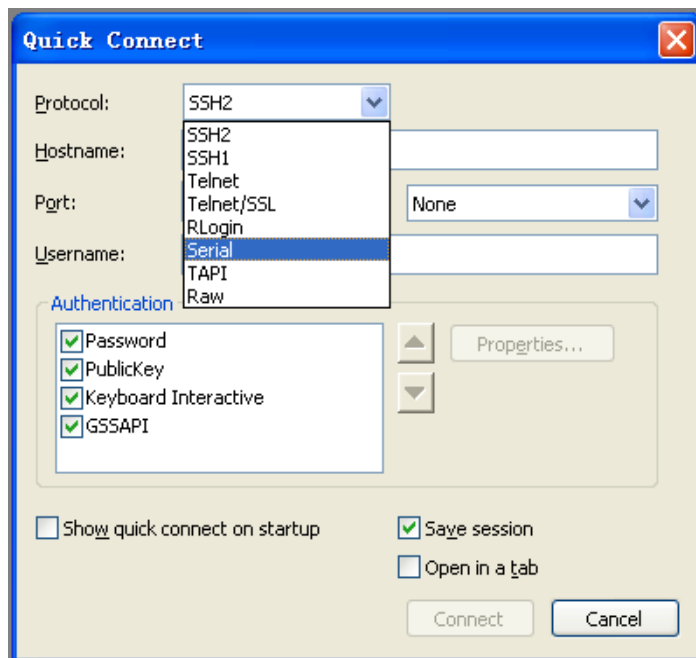 Quick Connect
Protocol: SSH2
SSH2
Hostname:
SSH1
Telnet
Port: Telnet/SSL None
RLogin
Username: Serial
TAPI
Raw
Authentication
Password Properties...
PublicKey
Keyboard Interactive
GSSAPI
Show quick connect on startup Save session
Open in a tab
Connect Cancel